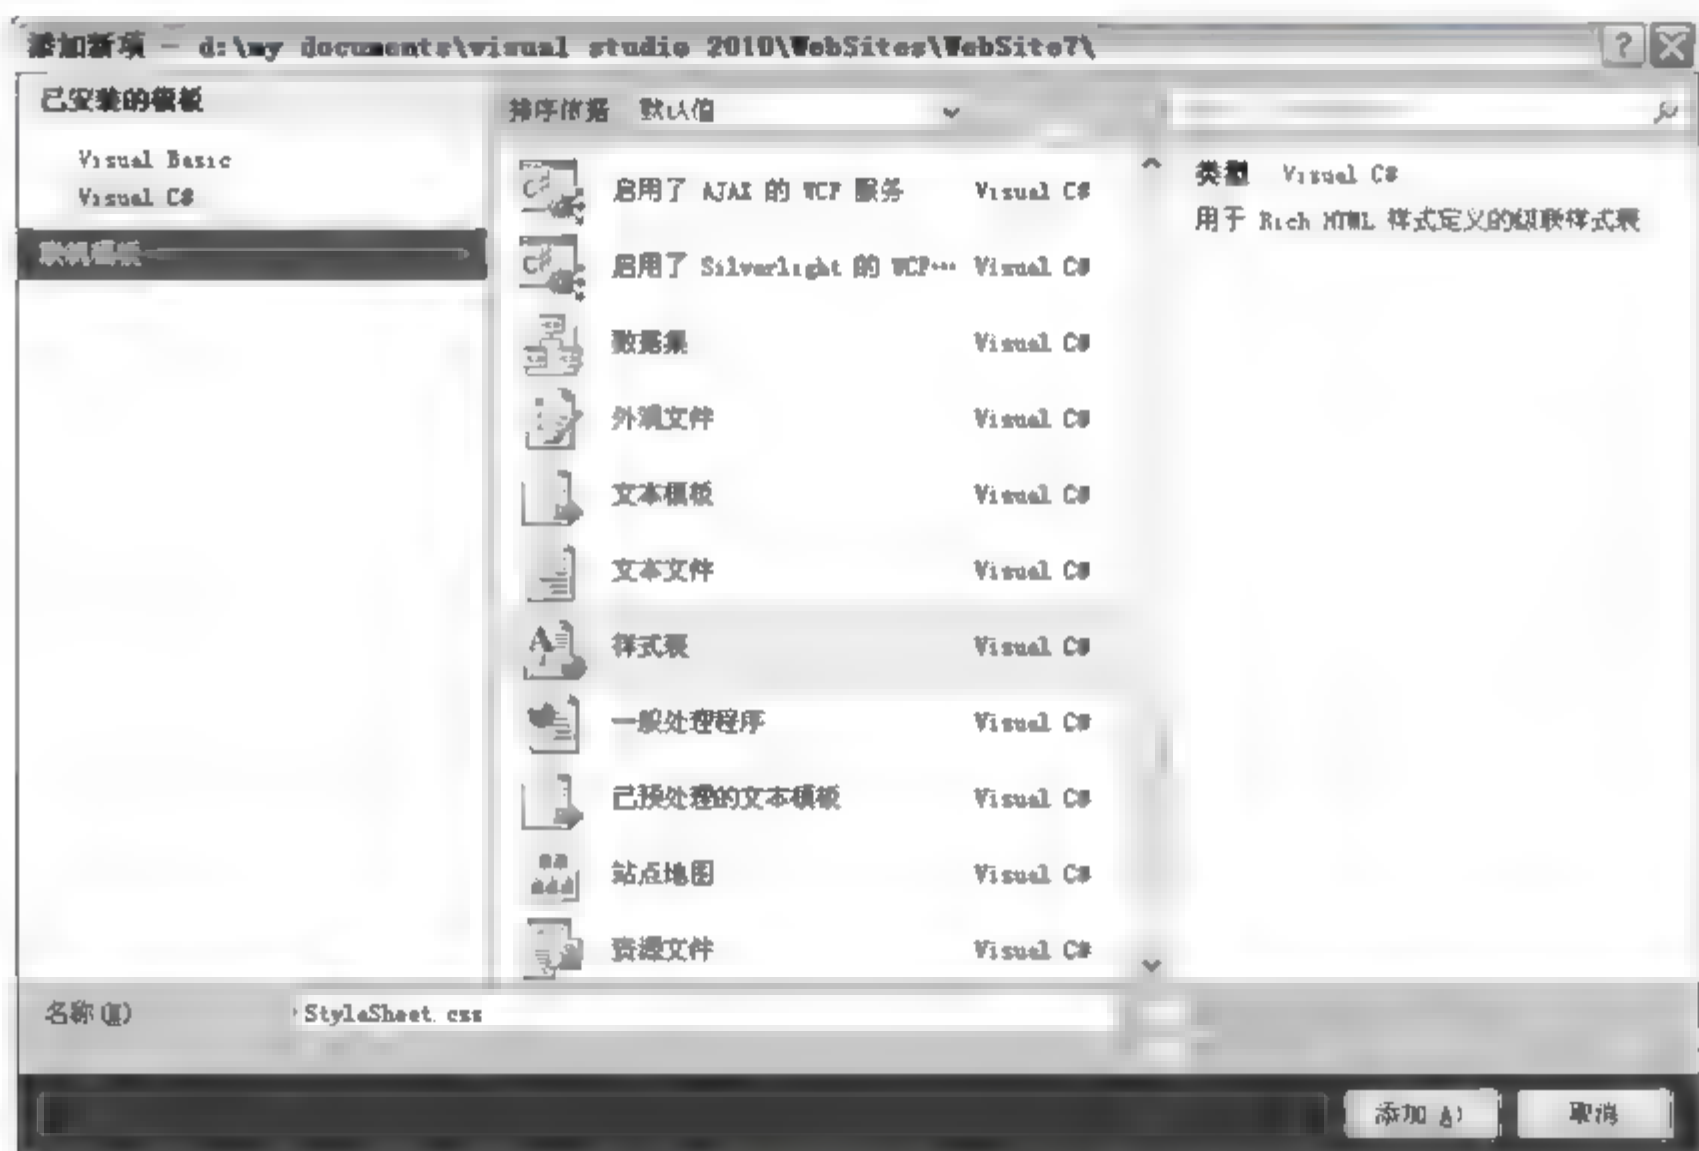 添加新项 - d:\my documents\visual studio 2010\WebSites\WebSite7\
已安装的模板
Visual Basic
Visual C#
联机模板
排序依据 默认值
启用了 AJAX 的 WCF 服务 Visual C#
启用了 Silverlight 的 WCF… Visual C#
数据集 Visual C#
外观文件 Visual C#
文本模板 Visual C#
文本文件 Visual C#
样式表 Visual C#
一般处理程序 Visual C#
已预处理的文本模板 Visual C#
站点地图 Visual C#
资源文件 Visual C#
类型 Visual C#
用于 Rich HTML 样式定义的级联样式表
名称(N)
StyleSheet.css
添加(A)
取消